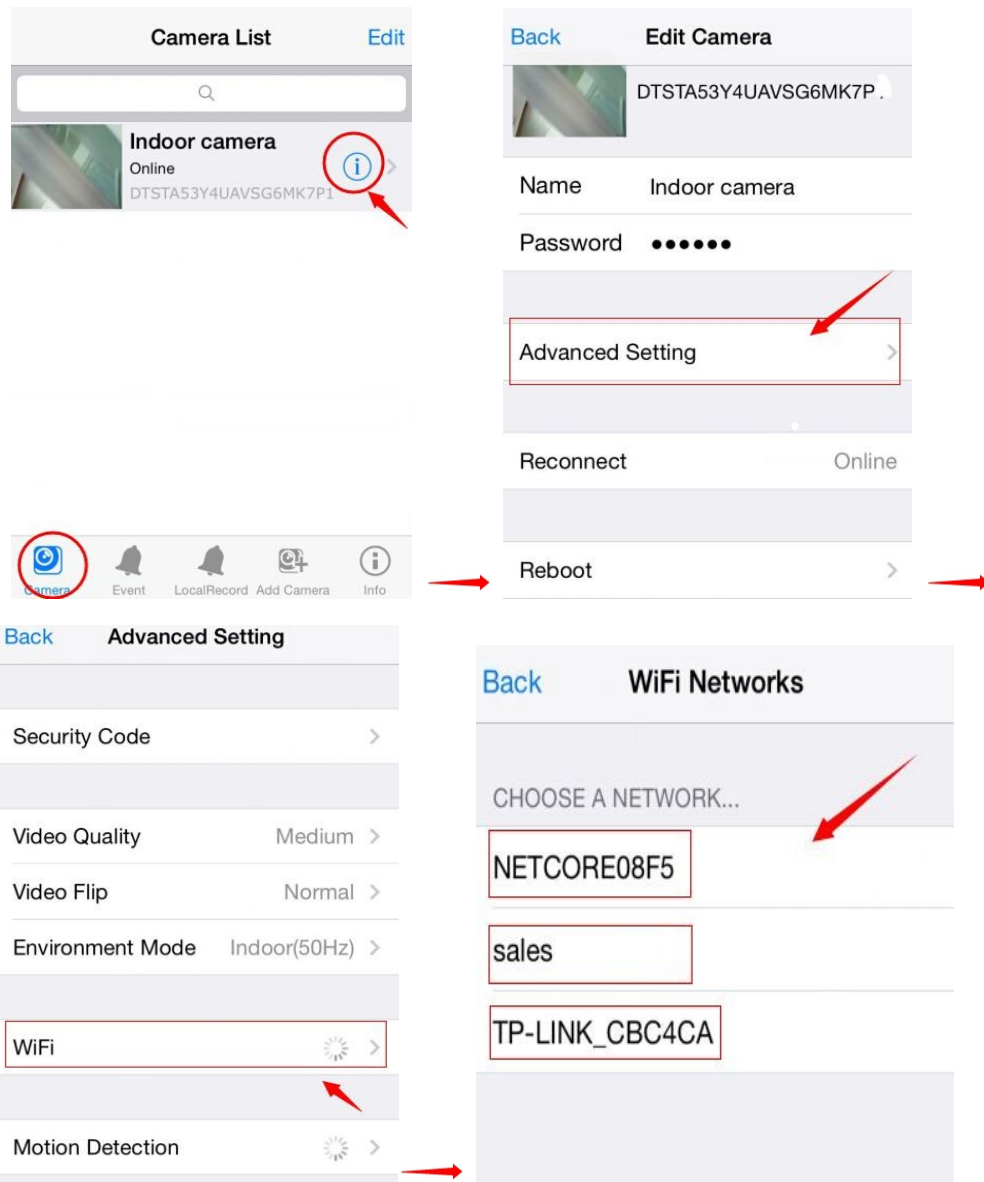 Camera List
Edit
Indoor camera
Online
DTSTA53Y4UAVSG6MK7P1
Camera
Event
LocalRecord
Add Camera
Info
Back
Edit Camera
DTSTA53Y4UAVSG6MK7P
Name
Indoor camera
Password
Advanced Setting
Reconnect
Online
Reboot
Back
Advanced Setting
Security Code
Video Quality
Medium
Video Flip
Normal
Environment Mode
Indoor(50Hz)
WiFi
Motion Detection
Back
WiFi Networks
CHOOSE A NETWORK...
NETCORE08F5
sales
TP-LINK_CBC4CA